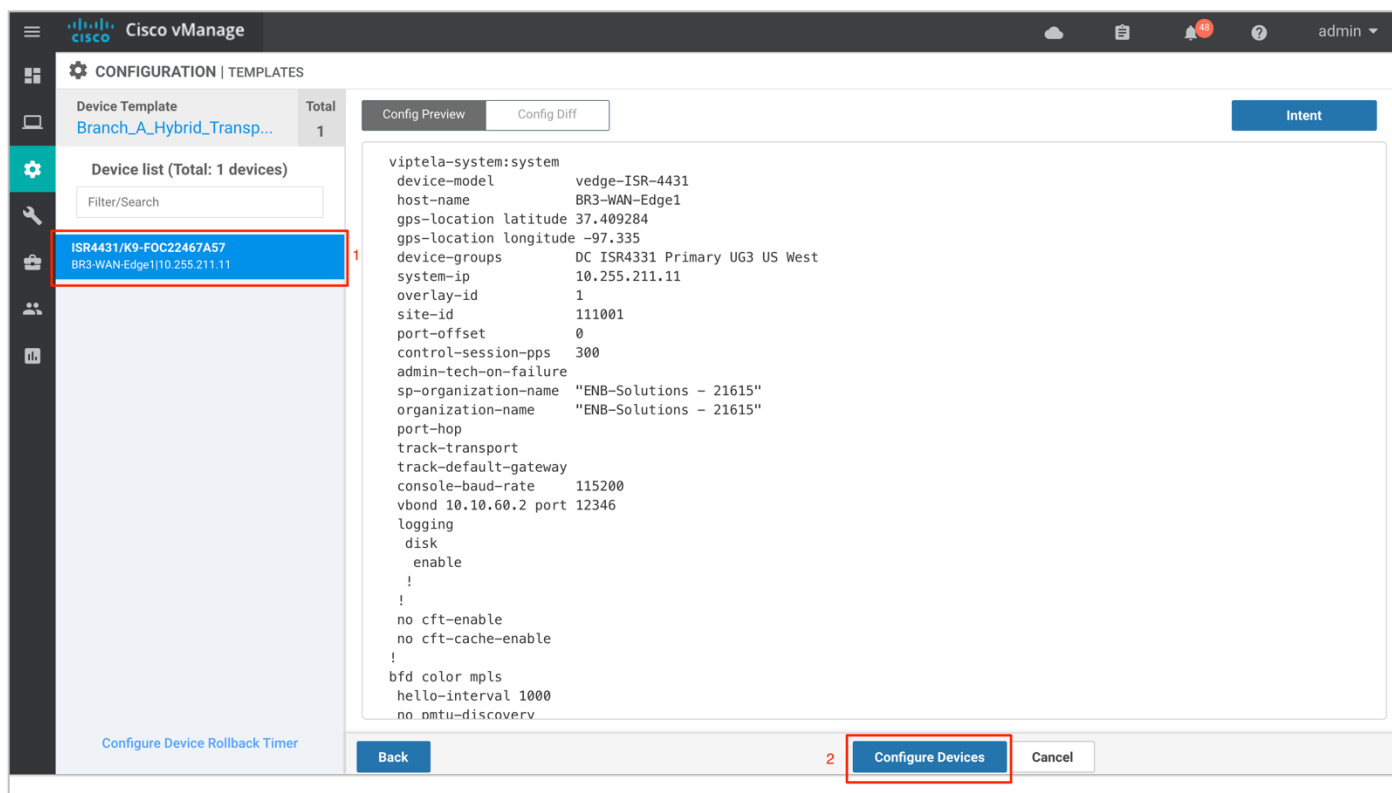 cisco Cisco vManage
48
admin
CONFIGURATION | TEMPLATES
Device Template
Total
Branch_A_Hybrid_Transp...
1
Device list (Total: 1 devices)
Filter/Search
ISR4431/K9-FOC22467A57
BR3-WAN-Edge1|10.255.211.11
1
Configure Device Rollback Timer
Config Preview
Config Diff
Intent
viptela-system:system
device-model vedge-ISR-4431
host-name BR3-WAN-Edge1
gps-location latitude 37.409284
gps-location longitude -97.335
device-groups DC ISR4331 Primary UG3 US West
system-ip 10.255.211.11
overlay-id 1
site-id 111001
port-offset 0
control-session-pps 300
admin-tech-on-failure
sp-organization-name "ENB-Solutions - 21615"
organization-name "ENB-Solutions - 21615"
port-hop
track-transport
track-default-gateway
console-baud-rate 115200
vbond 10.10.60.2 port 12346
logging
disk
enable
!
!
no cft-enable
no cft-cache-enable
!
bfd color mpls
hello-interval 1000
no pmtu-discovery
Back
2
Configure Devices
Cancel